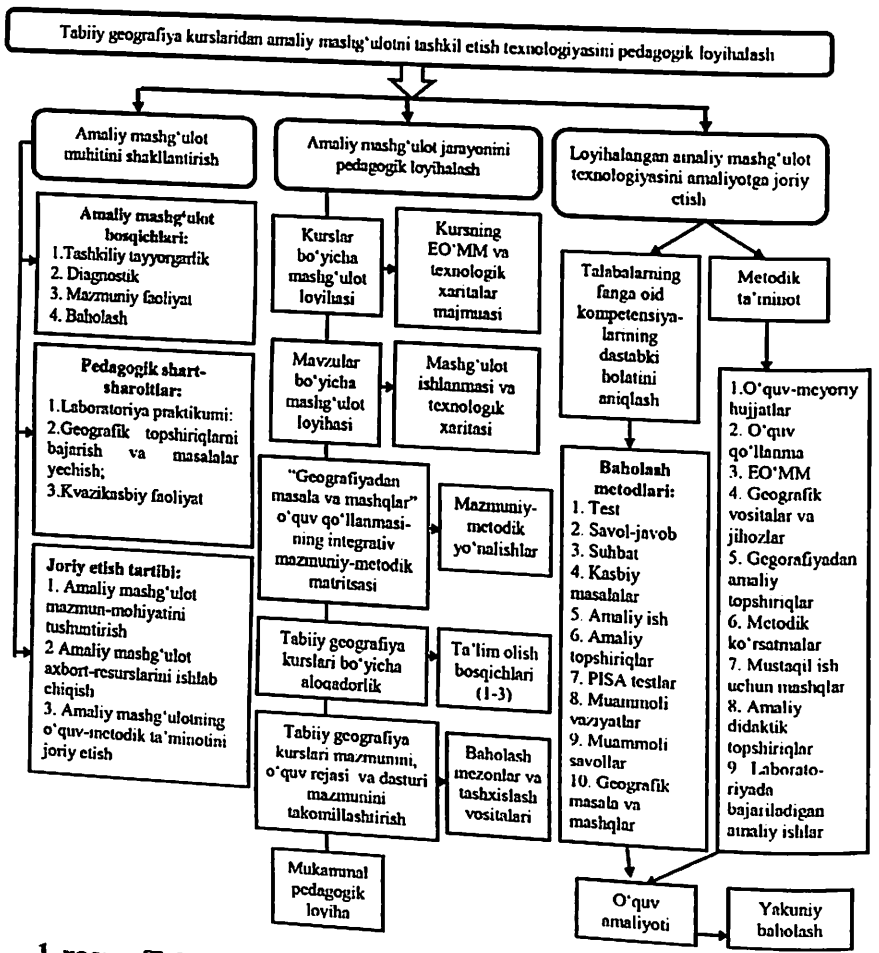 Tabiiy geografiya kurslaridan amaliy mashg‘ulotni tashkil etish texnologiyasini pedagogik loyihalash
Amaliy mashg‘ulot
muhitini shakllantirish
Amaliy mashg‘ulot
bosqichlari:
1.Tashkiliy tayyorgarlik
2. Diagnostik
3. Mazmuniy faoliyat
4. Baholash
Pedagogik shart-
sharoitlar:
1.Laboratoriya praktikumi:
2.Geografik topshiriqlarni
bajarish va masalalar
yechish;
3.Kvazikasbiy faoliyat
Joriy etish tartibi:
1. Amaliy mashg‘ulot
mazmun-mohiyatini
tushuntirish
2 Amaliy mashg‘ulot
axbort-resurslarini ishlab
chiqish
3. Amaliy mashg‘ulotning
o‘quv-metodik ta’minotini
joriy etish
Amaliy mashg‘ulot jarayonini
pedagogik loyihalash
Kurslar
bo‘yicha
mashg‘ulot
loyihasi
Kursning
EO‘MM va
texnologik
xaritalar
majmuasi
Mavzular
bo‘yicha
mashg‘ulot
loyihasi
Mashg‘ulot
ishlanmasi va
texnologik
xaritasi
“Geografiyadan
masala va mashqlar”
o‘quv qo‘llanmasi-
ning integrativ
mazmuniy-metodik
matritsasi
Mazmuniy-
metodik
yo‘nalishlar
Tabiiy geografiya
kurslari bo‘yicha
aloqadorlik
Ta’lim olish
bosqichlari
(1-3)
Tabiiy geografiya
kurslari mazmunini,
o‘quv rejasi va dasturi
mazmunini
takomillashtirish
Baholash
mezonlar va
tashxislash
vositalari
Mukammal
pedagogik
loyiha
Loyihalangan amaliy mashg‘ulot
texnologiyasini amaliyotga joriy
etish
Talabalarning
fanga oid
kompetensiya-
larining
dastabki
holatini
aniqlash
Metodik
ta’minot
Baholash
metodlari:
1. Test
2. Savol-javob
3. Suhbat
4. Kasbiy
masalalar
5. Amaliy ish
6. Amaliy
topshiriqlar
7. PISA testlar
8. Muammoli
vaziyatlar
9. Muammoli
savollar
10. Geografik
masala va
mashqlar
1.O‘quv-meyoriy
hujjatlar
2. O‘quv
qo‘llanma
3. EO‘MM
4. Geografik
vositalar va
jihozlar
5. Gegorafiyadan
amaliy
topshiriqlar
6. Metodik
ko‘rsatmalar
7. Mustaqil ish
uchun mashqlar
8. Amaliy
didaktik
topshiriqlar
9 Laborato-
riyada
bajariladigan
amaliy ishlar
O‘quv
amaliyoti
Yakuniy
baholash